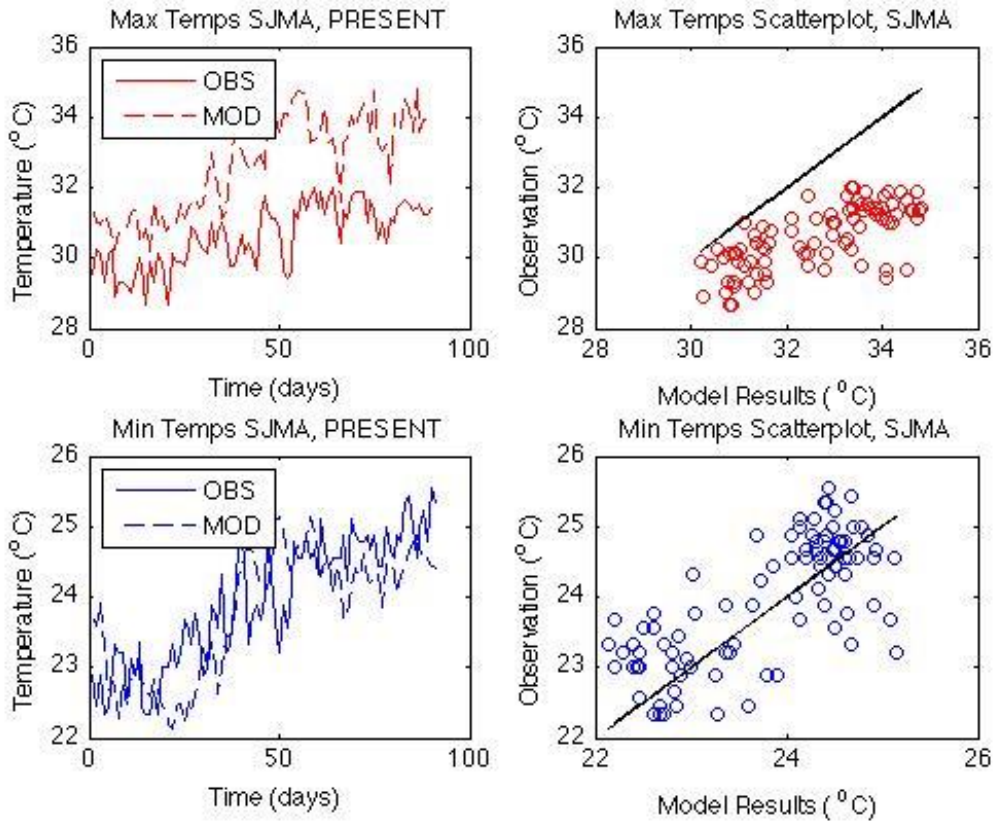 Max Temps SJMA, PRESENT
Temperature (°C)
36
34
32
30
28
OBS
MOD
0
50
100
Time (days)
Max Temps Scatterplot, SJMA
Observation (°C)
36
34
32
30
28
28
30
32
34
36
Model Results (°C)
Min Temps SJMA, PRESENT
Temperature (°C)
26
25
24
23
22
OBS
MOD
0
50
100
Time (days)
Min Temps Scatterplot, SJMA
Observation (°C)
26
25
24
23
22
22
24
26
Model Results (°C)